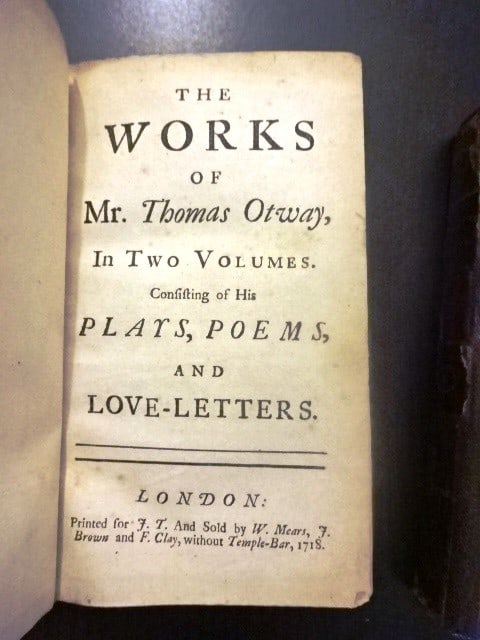 THE
WORKS
OF
Mr. Thomas Otway,
In TWO VOLUMES.
Conſiſting of His
PLAYS, POEMS,
AND
LOVE-LETTERS.
LONDON:
Printed for J. T. And Sold by W. Mears, J.
Brown and F. Clay, without Temple-Bar, 1718.